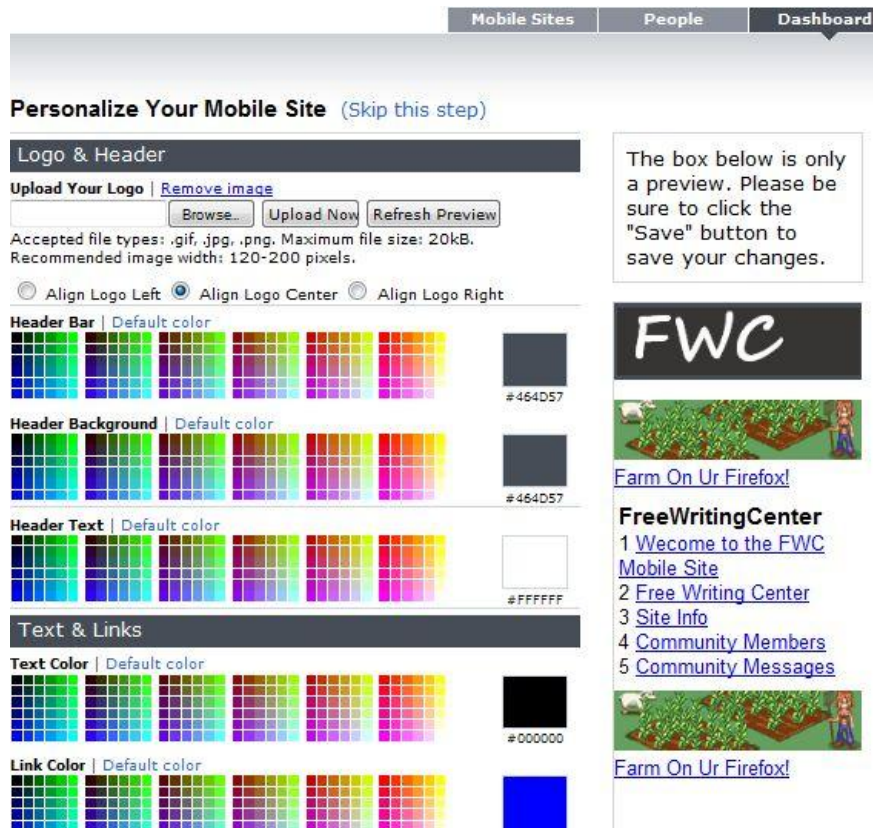 Mobile Sites People Dashboard
Personalize Your Mobile Site (Skip this step)
Logo & Header
Upload Your Logo | Remove image
Browse.. Upload Now Refresh Preview
Accepted file types: .gif, .jpg, .png. Maximum file size: 20kB.
Recommended image width: 120-200 pixels.
Align Logo Left Align Logo Center Align Logo Right
Header Bar | Default color
#464D57
Header Background | Default color
#464D57
Header Text | Default color
#FFFFFF
Text & Links
Text Color | Default color
#000000
Link Color | Default color
The box below is only
a preview. Please be
sure to click the
"Save" button to
save your changes.
FWC
Farm On Ur Firefox!
FreeWritingCenter
1 Wecome to the FWC
Mobile Site
2 Free Writing Center
3 Site Info
4 Community Members
5 Community Messages
Farm On Ur Firefox!